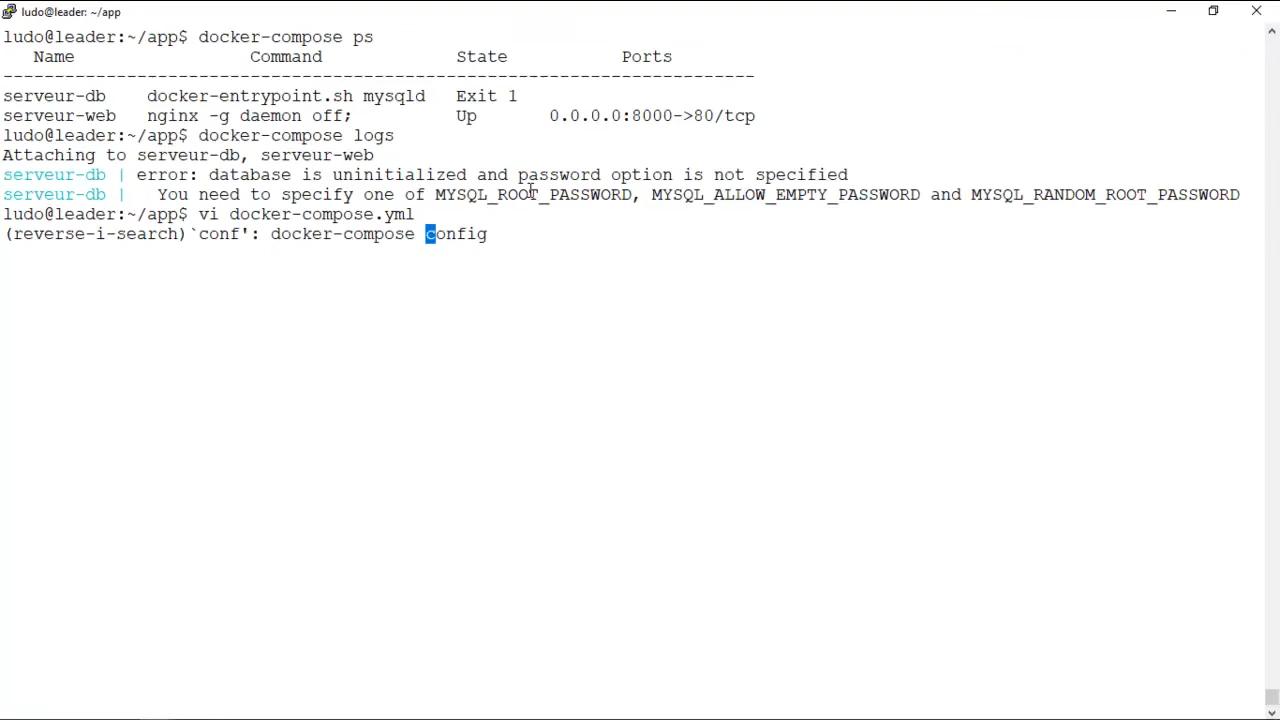 ludo@leader: ~/app
ludo@leader:~/app$ docker-compose ps
Name Command State Ports
-------------------------------------------------------------------------
serveur-db docker-entrypoint.sh mysqld Exit 1
serveur-web nginx -g daemon off; Up 0.0.0.0:8000->80/tcp
ludo@leader:~/app$ docker-compose logs
Attaching to serveur-db, serveur-web
serveur-db | error: database is uninitialized and password option is not specified
serveur-db | You need to specify one of MYSQL_ROOT_PASSWORD, MYSQL_ALLOW_EMPTY_PASSWORD and MYSQL_RANDOM_ROOT_PASSWORD
ludo@leader:~/app$ vi docker-compose.yml
(reverse-i-search)`conf': docker-compose config